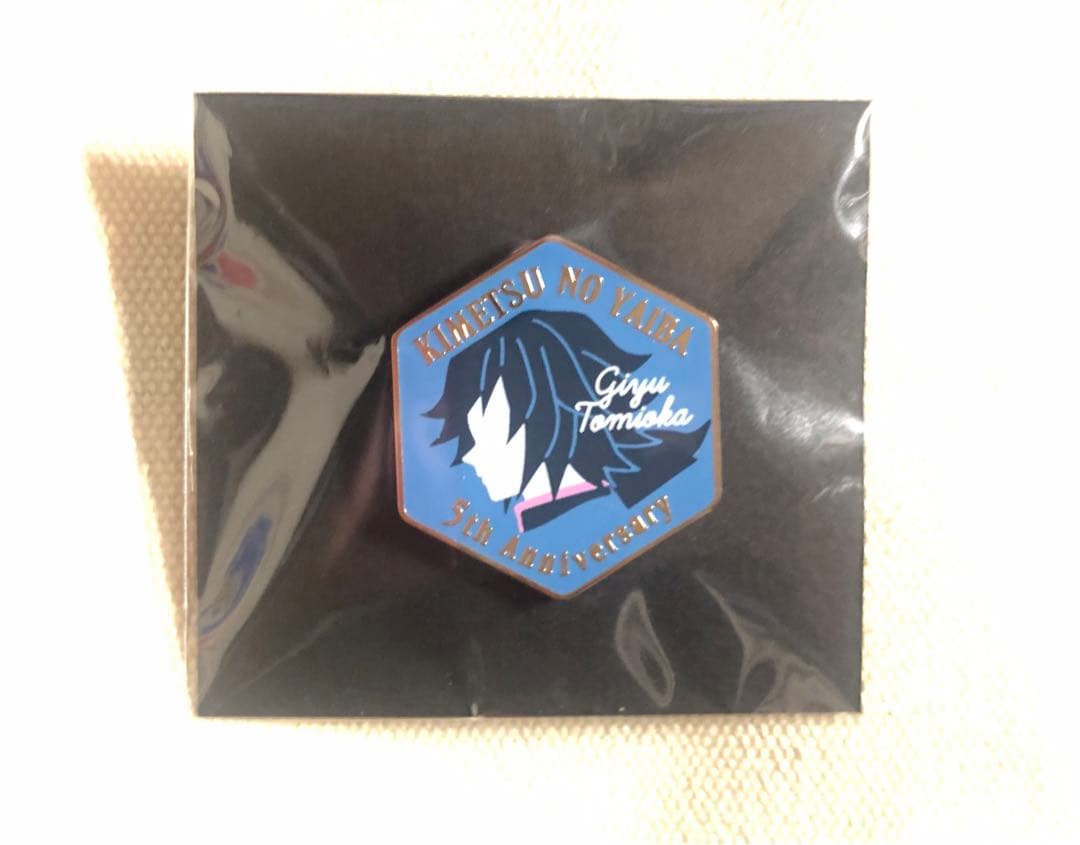 KIMETSU NO YAIBA
Giyu
Tomioka
5th Anniversary